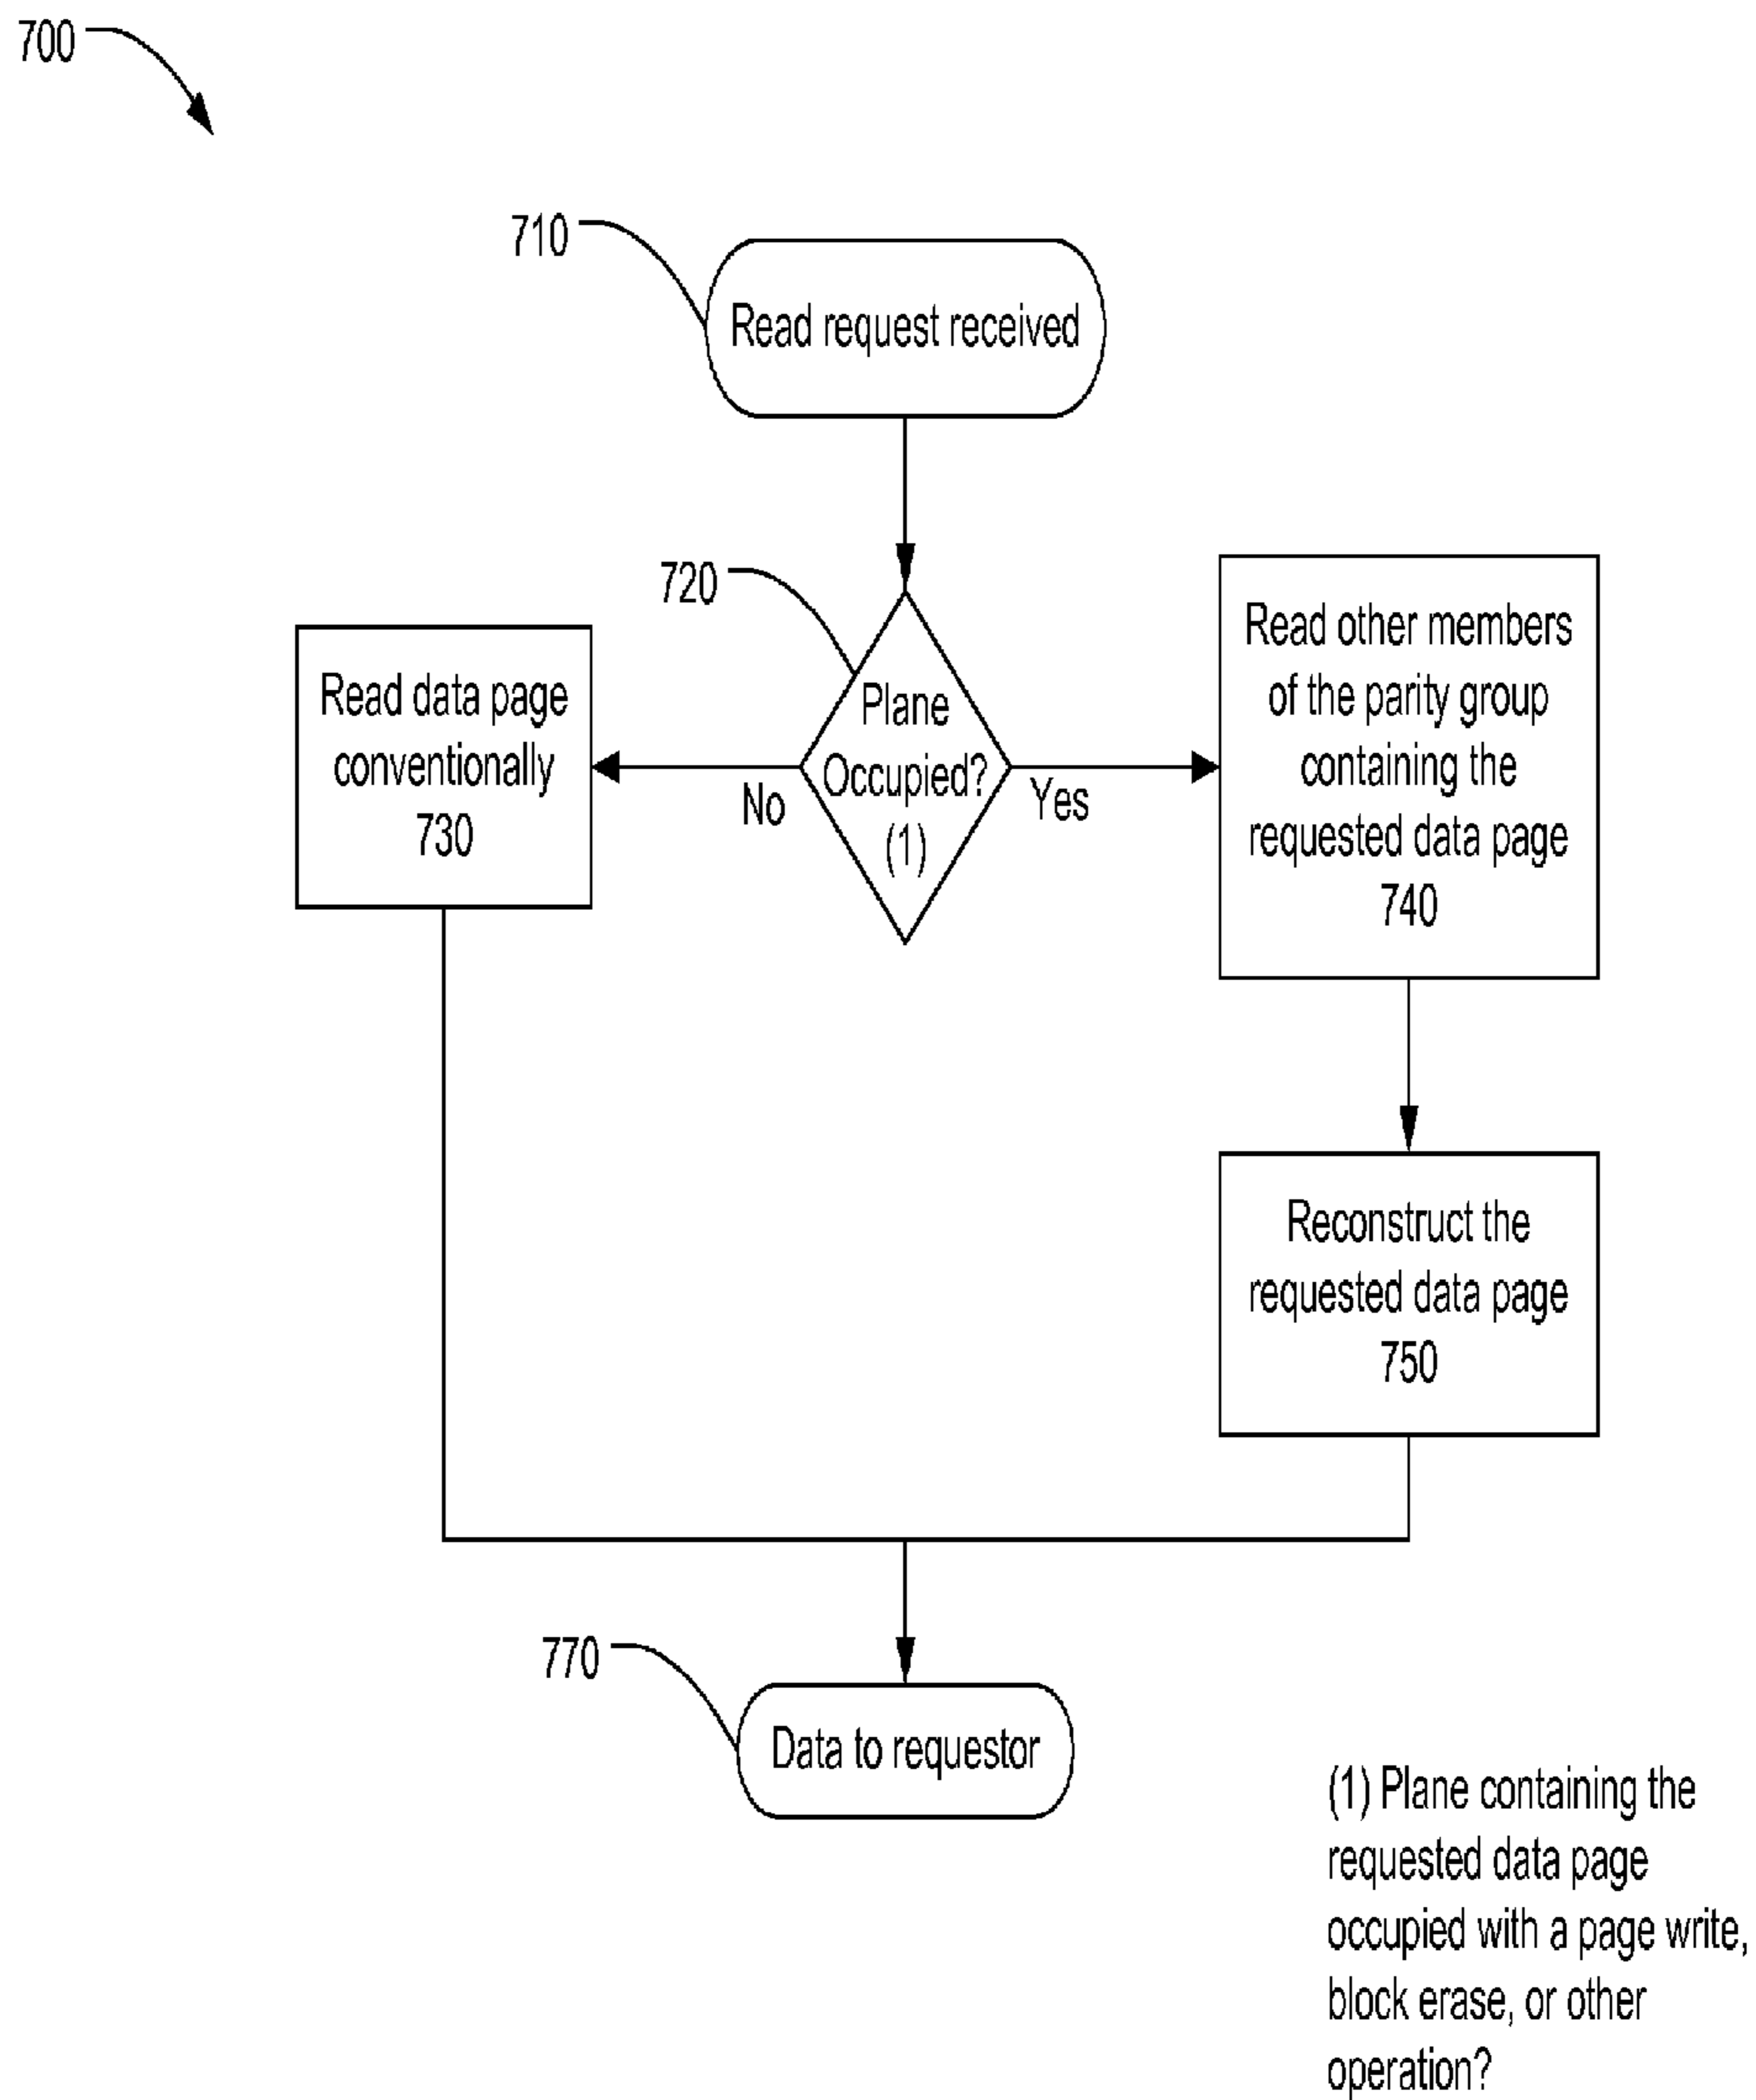 700
710
Read request received
720
Plane
Occupied?
(1)
No
Yes
Read data page
conventionally
730
Read other members
of the parity group
containing the
requested data page
740
Reconstruct the
requested data page
750
770
Data to requestor
(1) Plane containing the
requested data page
occupied with a page write,
block erase, or other
operation?